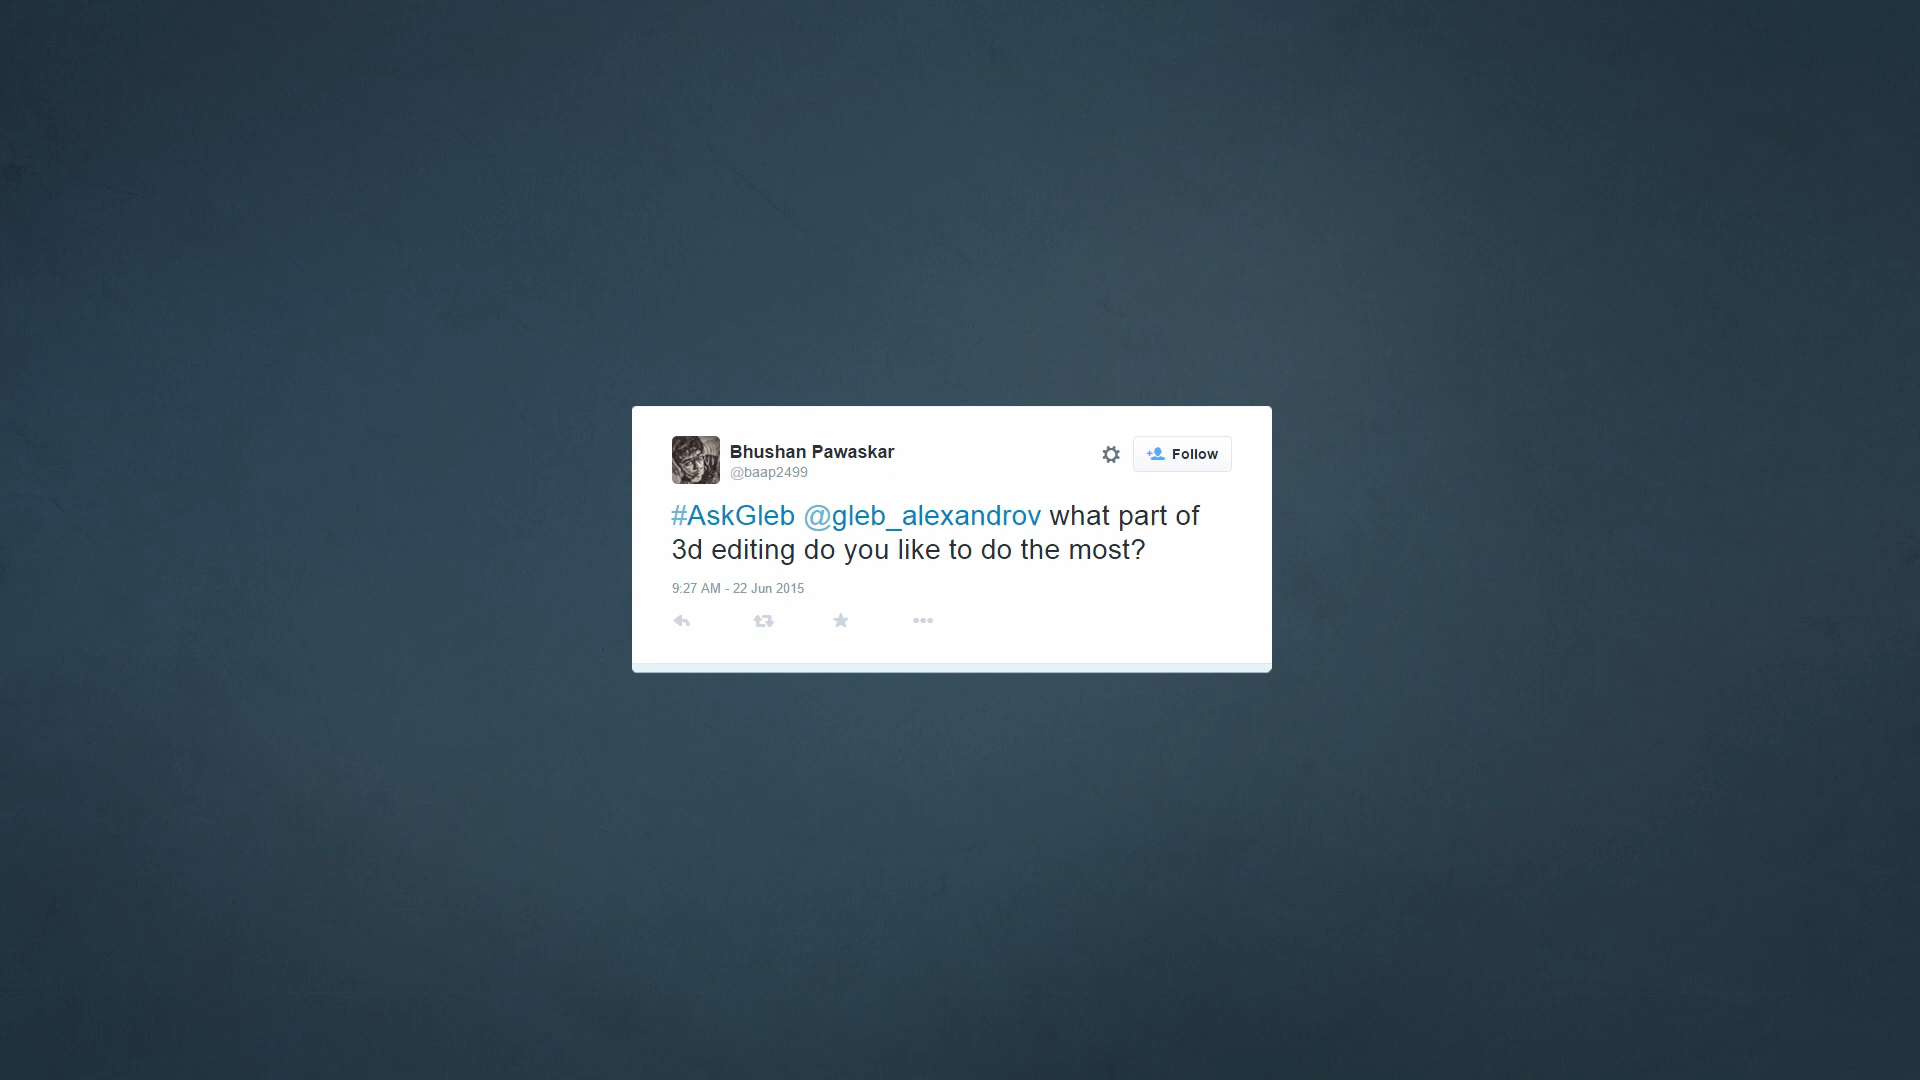 Bhushan Pawaskar
@baap2499
Follow
#AskGleb @gleb_alexandrov what part of
3d editing do you like to do the most?
9:27 AM - 22 Jun 2015